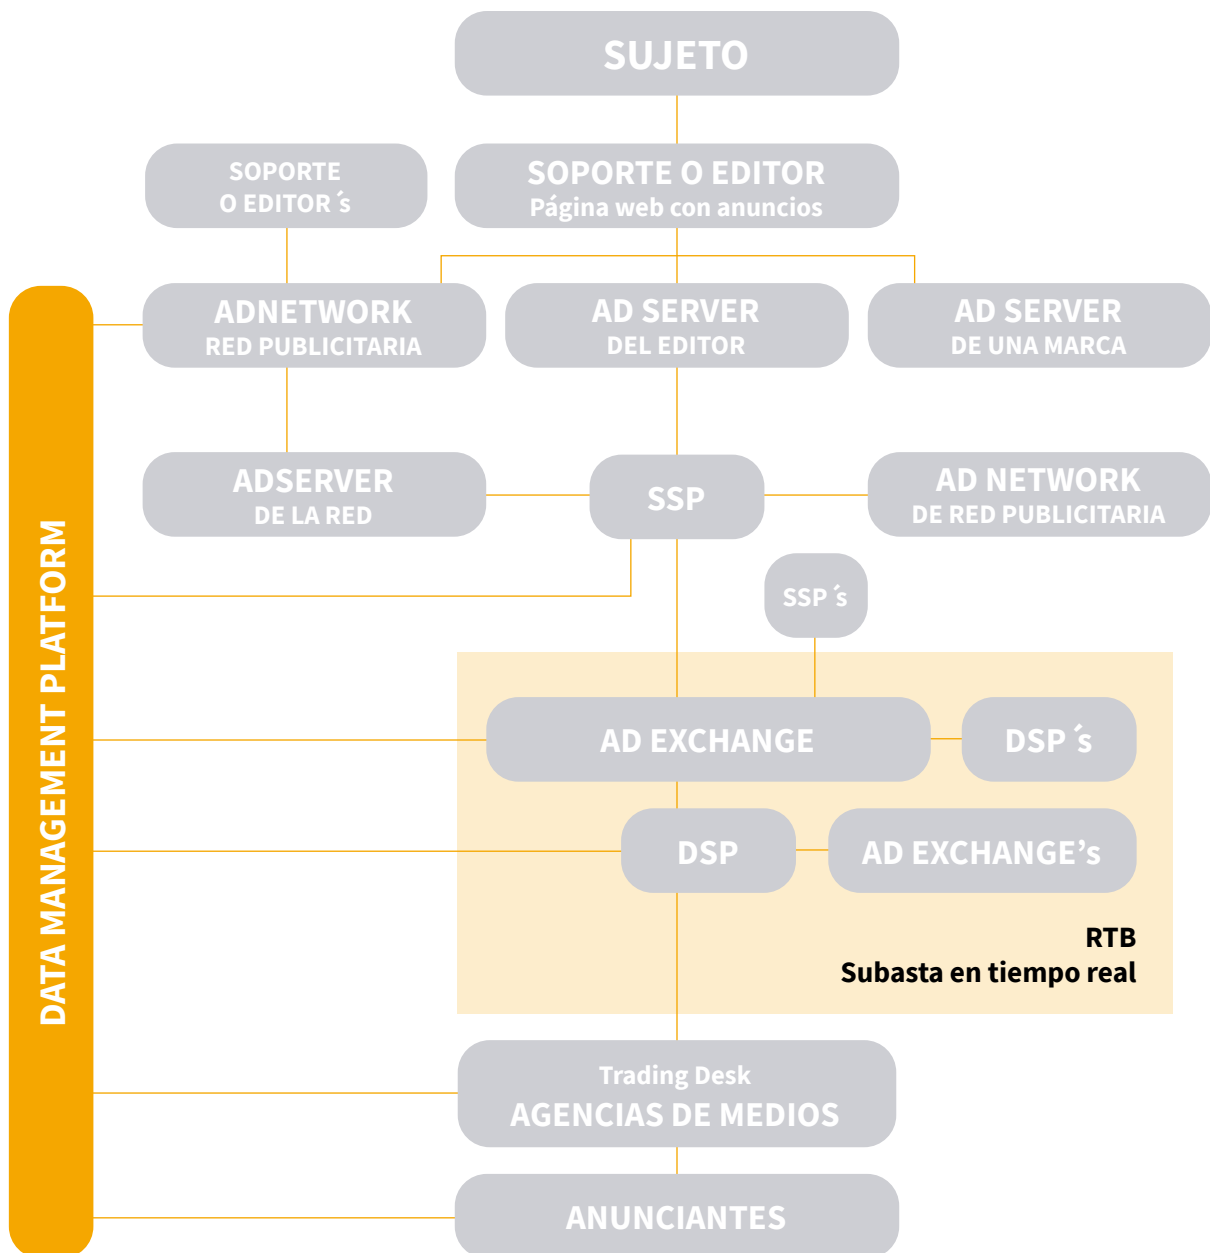 SUJETO
SOPORTE
O EDITOR ´s
SOPORTE O EDITOR
Página web con anuncios
ADNETWORK
RED PUBLICITARIA
AD SERVER
DEL EDITOR
AD SERVER
DE UNA MARCA
ADSERVER
DE LA RED
SSP
AD NETWORK
DE RED PUBLICITARIA
SSP ´s
DATA MANAGEMENT PLATFORM
AD EXCHANGE
DSP ´s
DSP
AD EXCHANGE’s
RTB
Subasta en tiempo real
Trading Desk
AGENCIAS DE MEDIOS
ANUNCIANTES